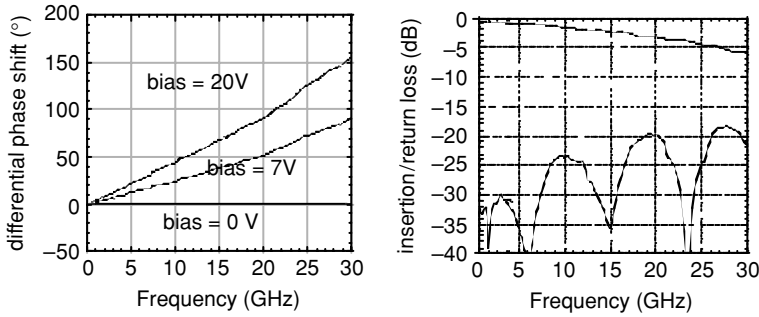 differential phase shift (°)
200
150
100
50
0
–50
bias = 20V
bias = 7V
bias = 0 V
0 5 10 15 20 25 30
Frequency (GHz)
insertion/return loss (dB)
0
–5
–10
–15
–20
–25
–30
–35
–40
0 5 10 15 20 25 30
Frequency (GHz)